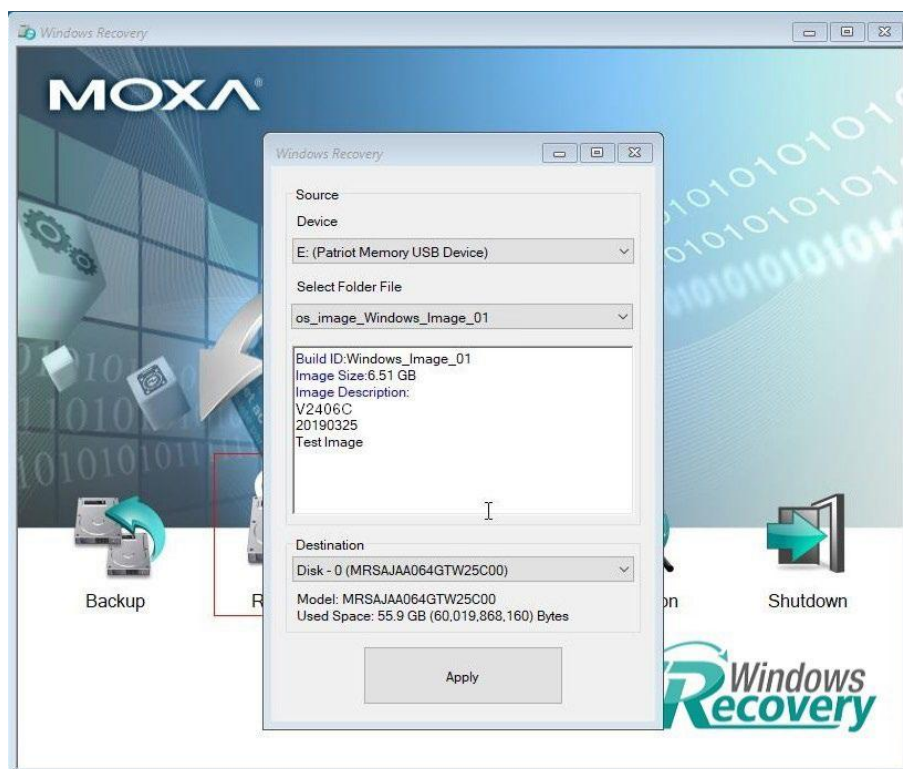 Windows Recovery
MOXA®
Windows Recovery
Source
Device
E: (Patriot Memory USB Device)
Select Folder File
os_image_Windows_Image_01
Build ID:Windows_Image_01
Image Size:6.51 GB
Image Description:
V2406C
20190325
Test Image
Destination
Disk - 0 (MRSAJAA064GTW25C00)
Model: MRSAJAA064GTW25C00
Used Space: 55.9 GB (60,019,868,160) Bytes
Apply
Backup
Shutdown
Windows
Recovery